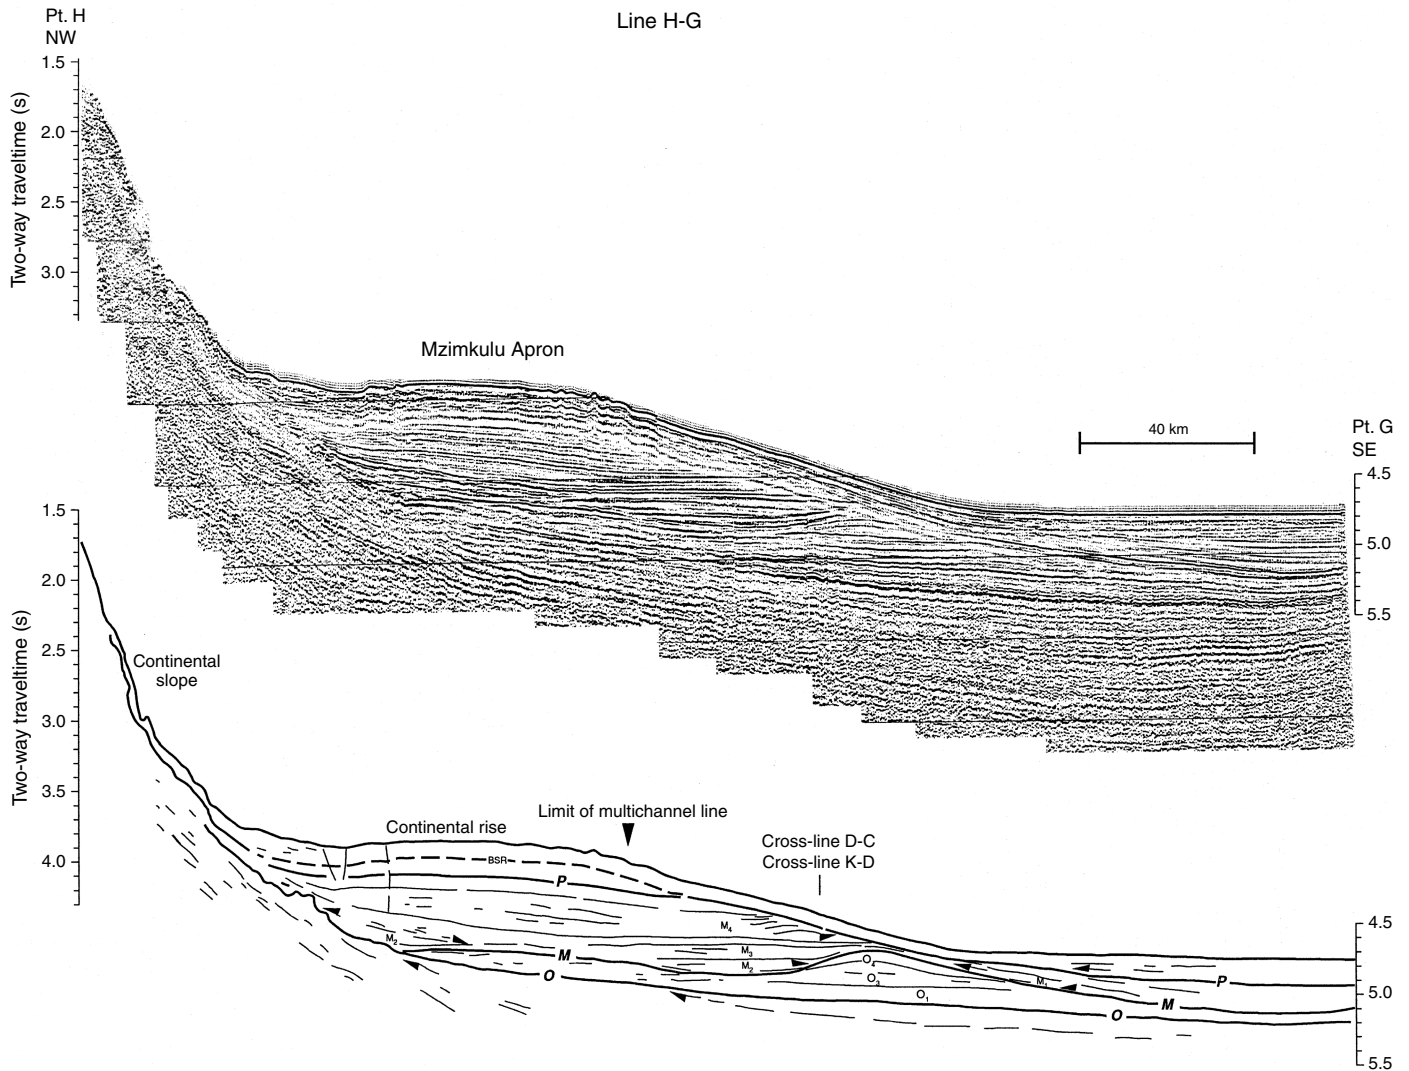 Pt. H
NW
Line H-G
Two-way traveltime (s)
1.5
2.0
2.5
3.0
Mzimkulu Apron
40 km
Pt. G
SE
4.5
5.0
5.5
Two-way traveltime (s)
1.5
2.0
2.5
3.0
3.5
4.0
Continental
slope
Continental rise
Limit of multichannel line
Cross-line D-C
Cross-line K-D
BSR
P
M₄
M₂
M₃
M
M₂
O₄
O
O₃
O₁
P
M
O
4.5
5.0
5.5